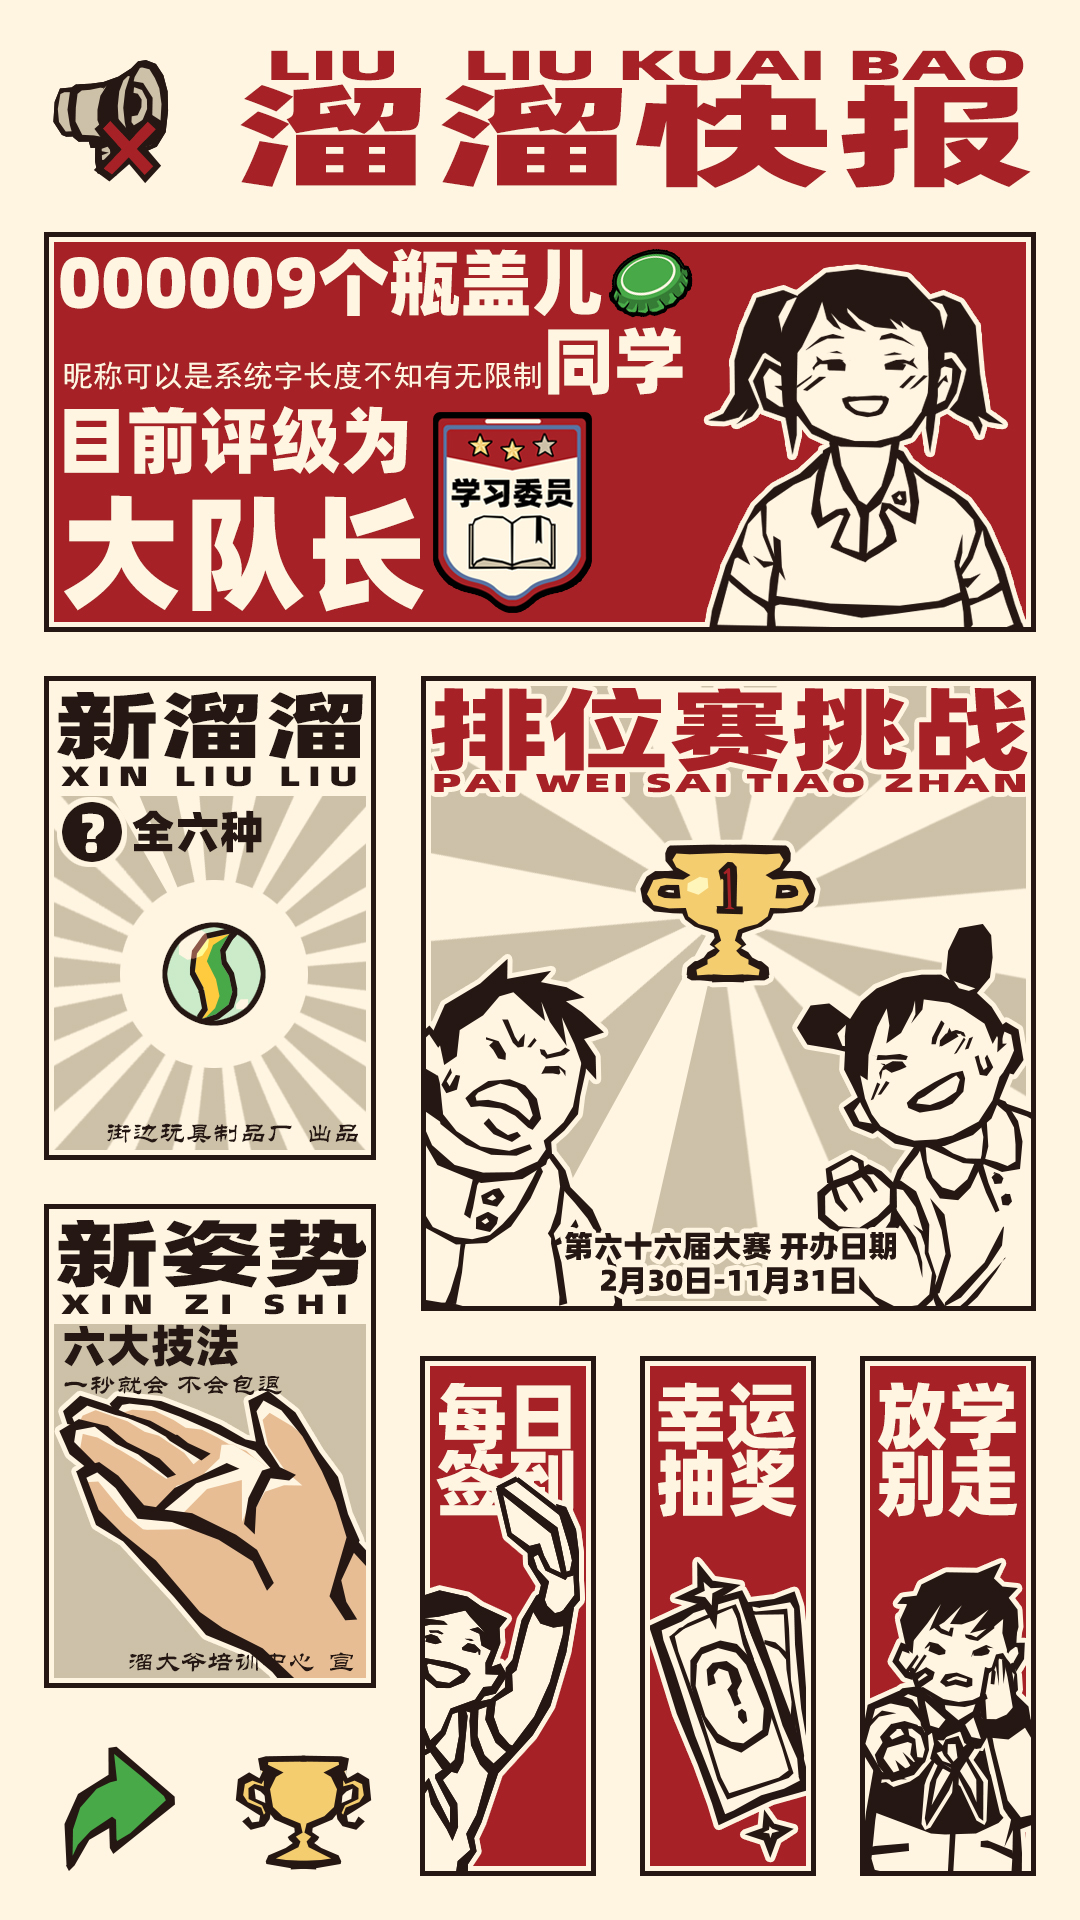 LIU LIU KUAI BAO
溜溜快报
000009个瓶盖儿
昵称可以是系统字长度不知有无限制同学
目前评级为
大队长
学习委员
新溜溜
XIN LIU LIU
?全六种
街边玩具制品厂 出品
排位赛挑战
PAI WEI SAI TIAO ZHAN
1
第六十六届大赛 开办日期
2月30日-11月31日
新姿势
XIN ZI SHI
六大技法
一秒就会 不会包退
溜大爷培训中心 宣
每日
签到
幸运
抽奖
?
放学
别走